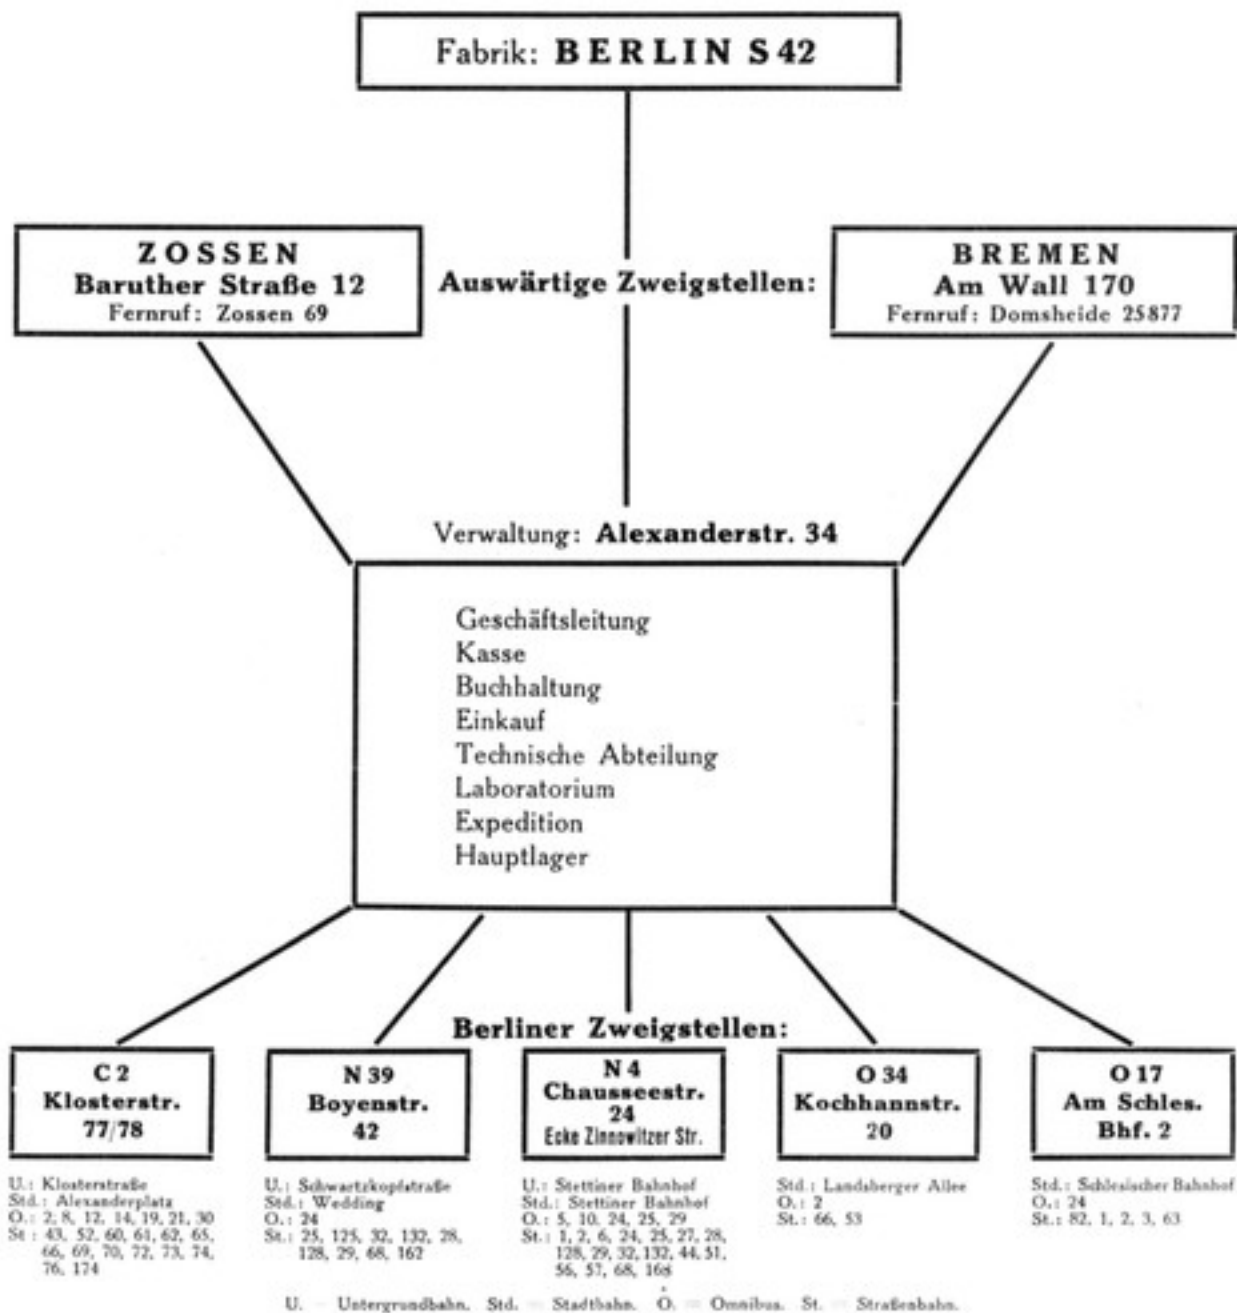 Fabrik: BERLIN S 42
ZOSSEN
Baruther Straße 12
Fernruf: Zossen 69
Auswärtige Zweigstellen:
BREMEN
Am Wall 170
Fernruf: Domsheide 25877
Verwaltung: Alexanderstr. 34
Geschäftsleitung
Kasse
Buchhaltung
Einkauf
Technische Abteilung
Laboratorium
Expedition
Hauptlager
Berliner Zweigstellen:
C 2
Klosterstr.
77/78
U.: Klosterstraße
Std.: Alexanderplatz
O.: 2, 8, 12, 14, 19, 21, 30
St.: 43, 52, 60, 61, 62, 65,
66, 69, 70, 72, 73, 74,
76, 174
N 39
Boyenstr.
42
U.: Schwartzkopfstraße
Std.: Wedding
O.: 24
St.: 25, 125, 32, 132, 28,
128, 29, 68, 162
N 4
Chausseestr.
24
Ecke Zinnowitzer Str.
U.: Stettiner Bahnhof
Std.: Stettiner Bahnhof
O.: 5, 10, 24, 25, 29
St.: 1, 2, 6, 24, 25, 27, 28,
128, 29, 32, 132, 44, 51,
56, 57, 68, 168
O 34
Kochhannstr.
20
Std.: Landsberger Allee
O.: 2
St.: 66, 53
O 17
Am Schles.
Bhf. 2
Std.: Schlesischer Bahnhof
O.: 24
St.: 82, 1, 2, 3, 63
U. = Untergrundbahn. Std. = Stadtbahn. O. = Omnibus. St. = Straßenbahn.